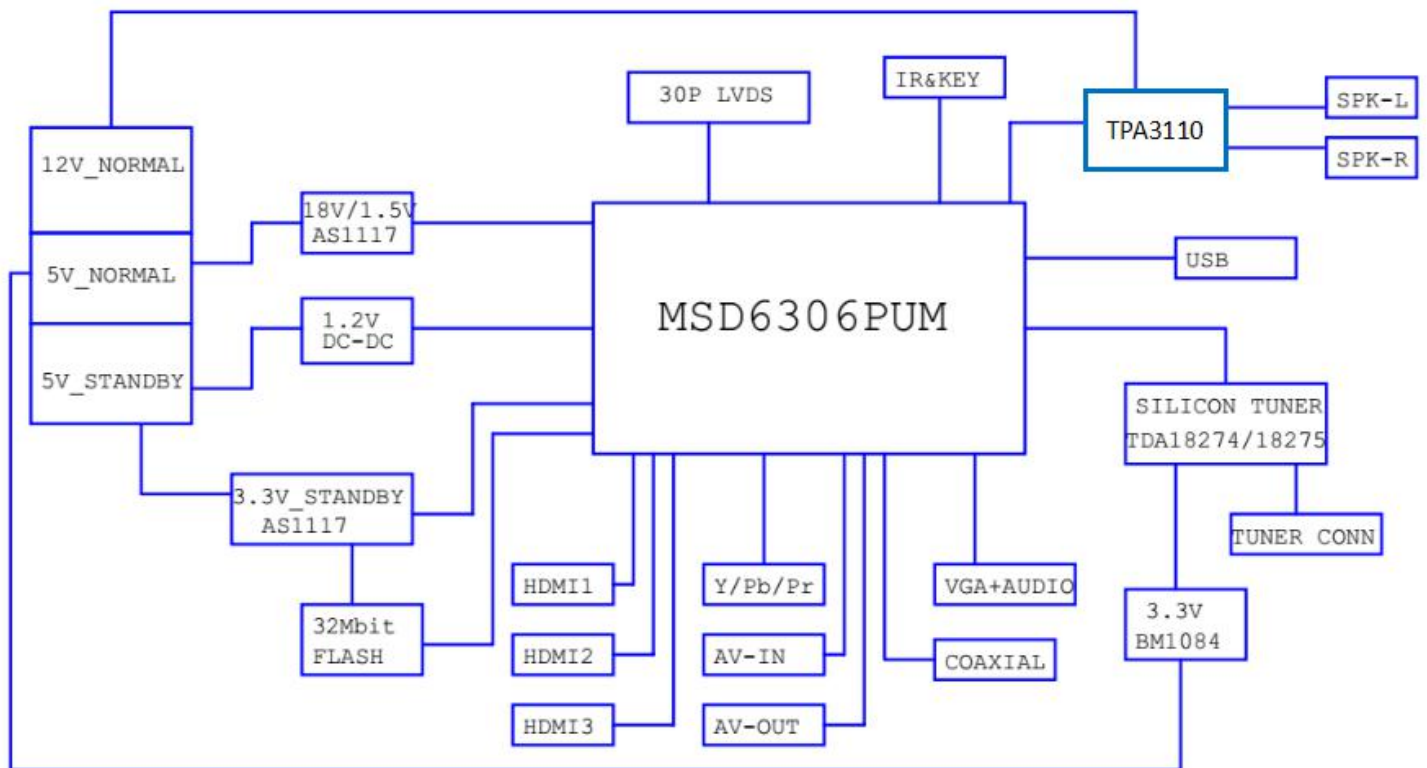 30P LVDS
IR&KEY
TPA3110
SPK-L
SPK-R
12V_NORMAL
18V/1.5V
AS1117
5V_NORMAL
USB
MSD6306PUM
1.2V
DC-DC
5V_STANDBY
SILICON TUNER
TDA18274/18275
3.3V_STANDBY
AS1117
TUNER CONN
HDMI1
Y/Pb/Pr
VGA+AUDIO
3.3V
BM1084
32Mbit
FLASH
HDMI2
AV-IN
COAXIAL
HDMI3
AV-OUT